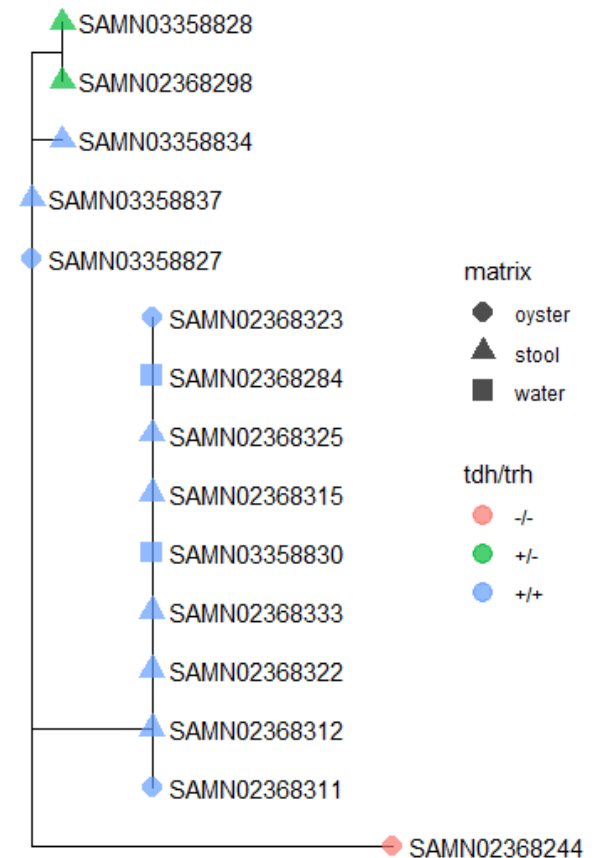 SAMN03358828
SAMN02368298
SAMN03358834
SAMN03358837
SAMN03358827
SAMN02368323
SAMN02368284
SAMN02368325
SAMN02368315
SAMN03358830
SAMN02368333
SAMN02368322
SAMN02368312
SAMN02368311
SAMN02368244
matrix
oyster
stool
water
tdh/trh
-/-
+/-
+/+